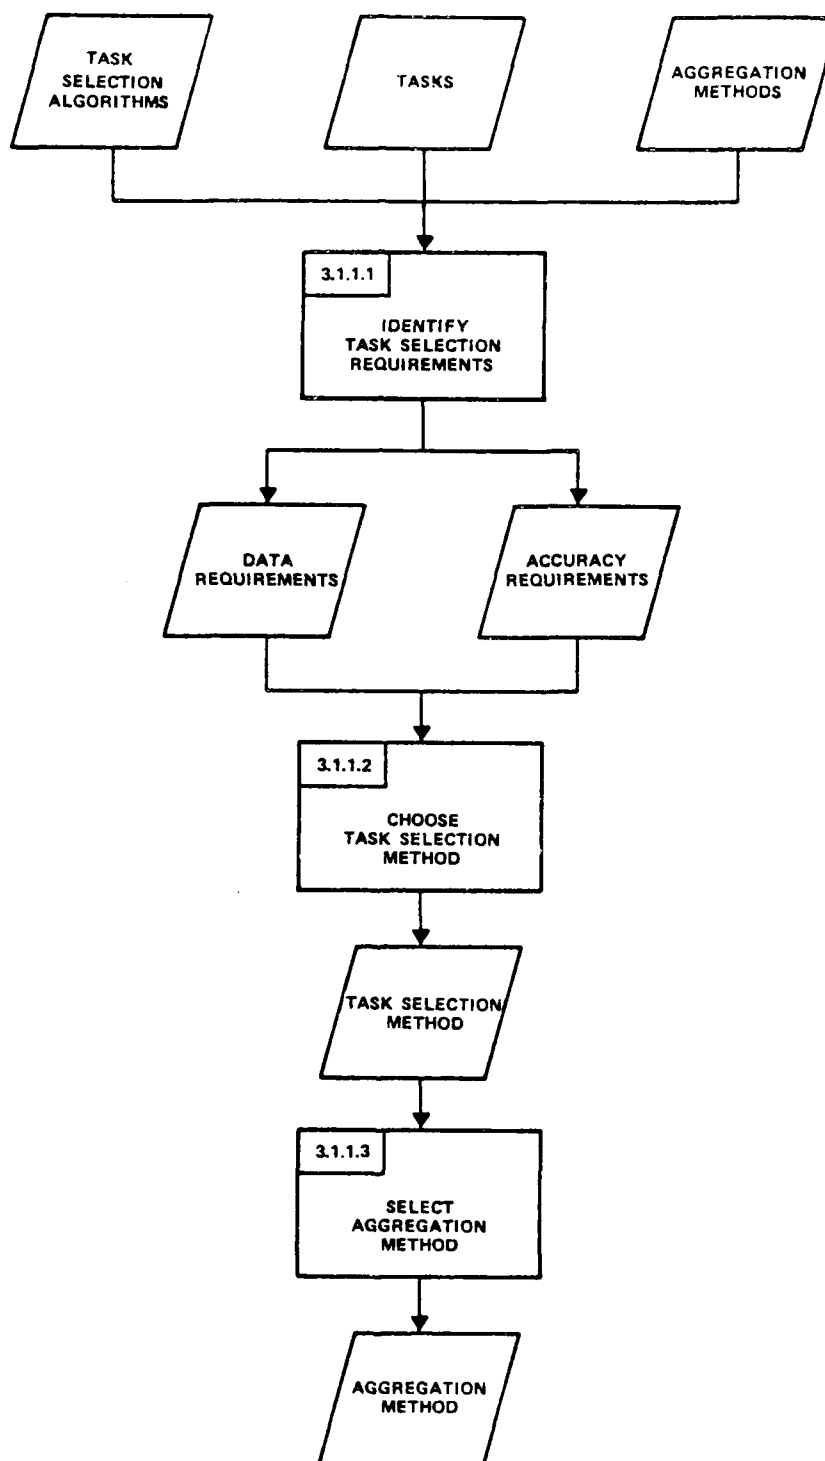 TASK
SELECTION
ALGORITHMS
TASKS
AGGREGATION
METHODS
3.1.1.1
IDENTIFY
TASK SELECTION
REQUIREMENTS
DATA
REQUIREMENTS
ACCURACY
REQUIREMENTS
3.1.1.2
CHOOSE
TASK SELECTION
METHOD
TASK SELECTION
METHOD
3.1.1.3
SELECT
AGGREGATION
METHOD
AGGREGATION
METHOD